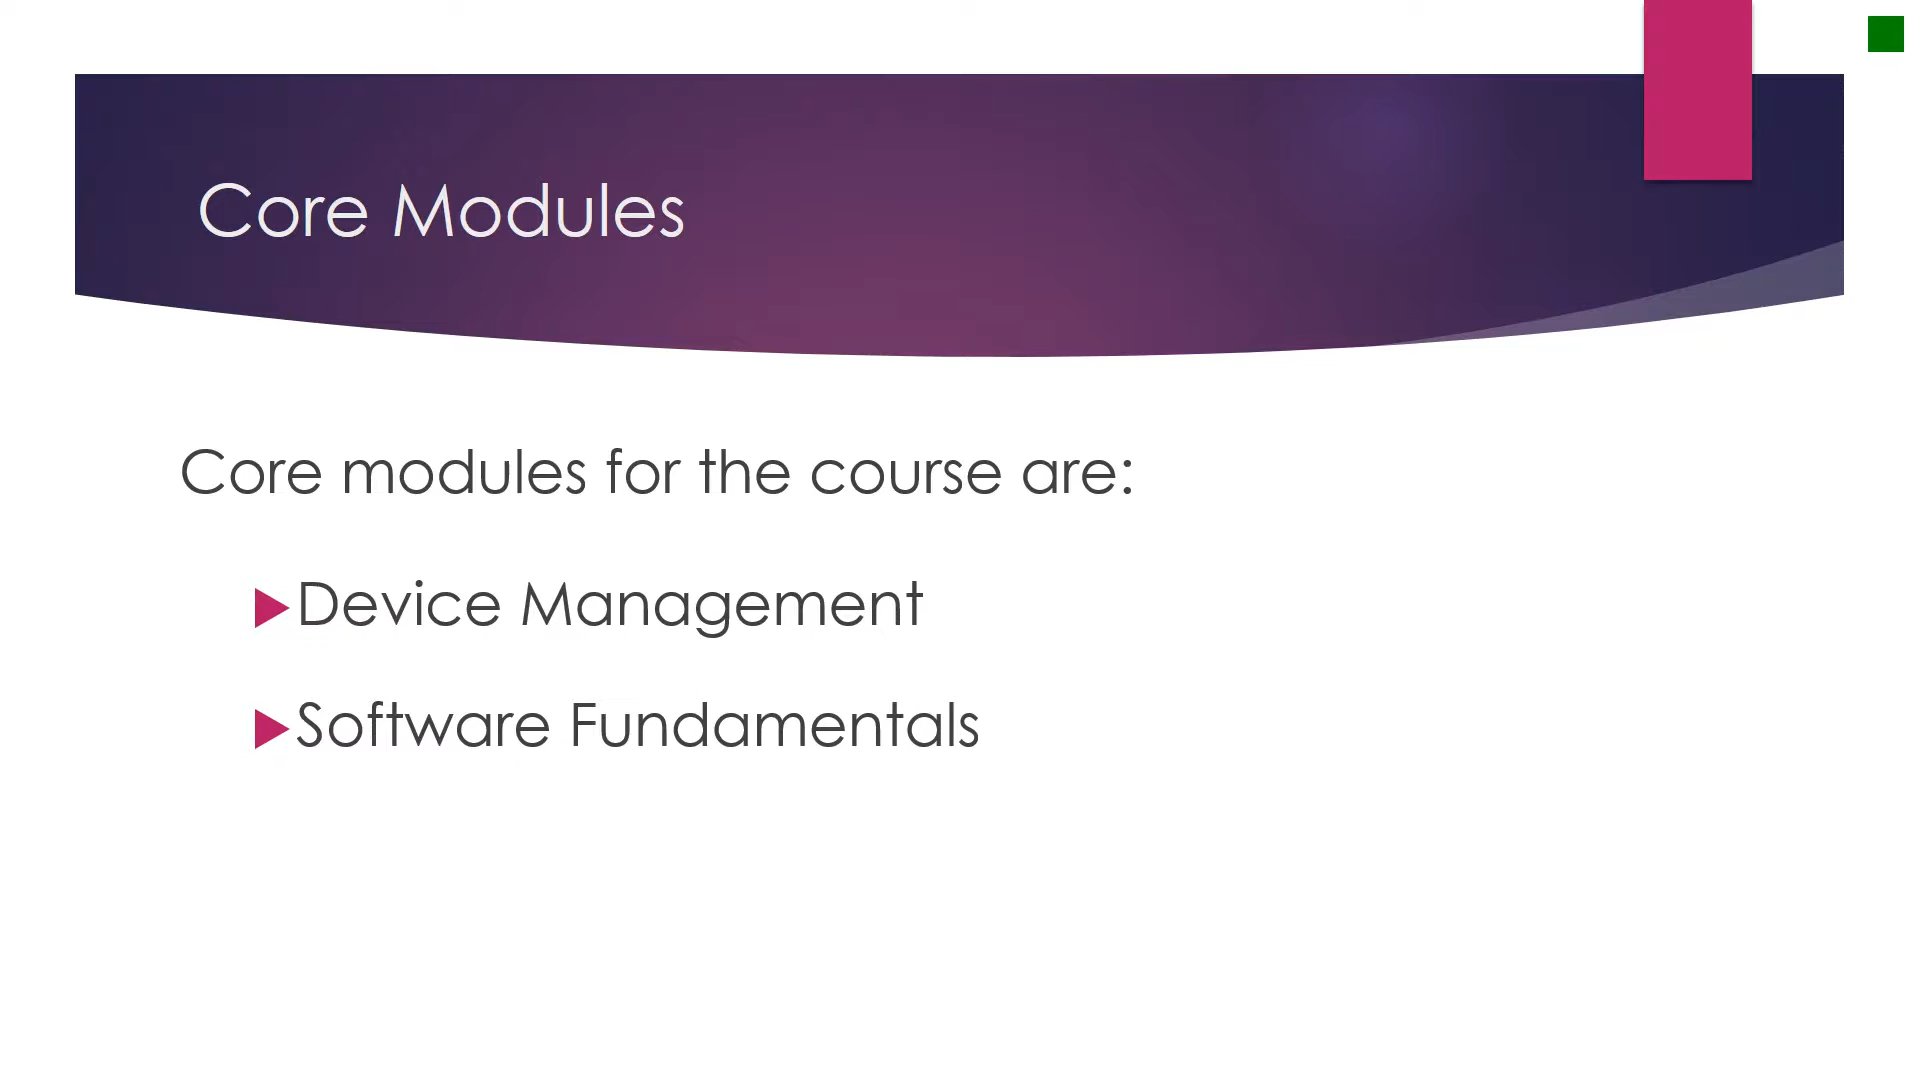 Core Modules
Core modules for the course are:
Device Management
Software Fundamentals